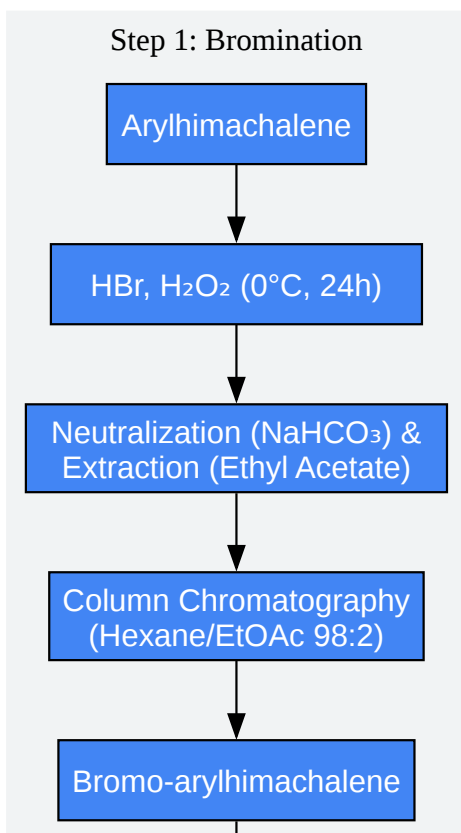 Step 1: Bromination
Arylhimachalene
HBr, H₂O₂ (0°C, 24h)
Neutralization (NaHCO₃) &
Extraction (Ethyl Acetate)
Column Chromatography
(Hexane/EtOAc 98:2)
Bromo-arylhimachalene